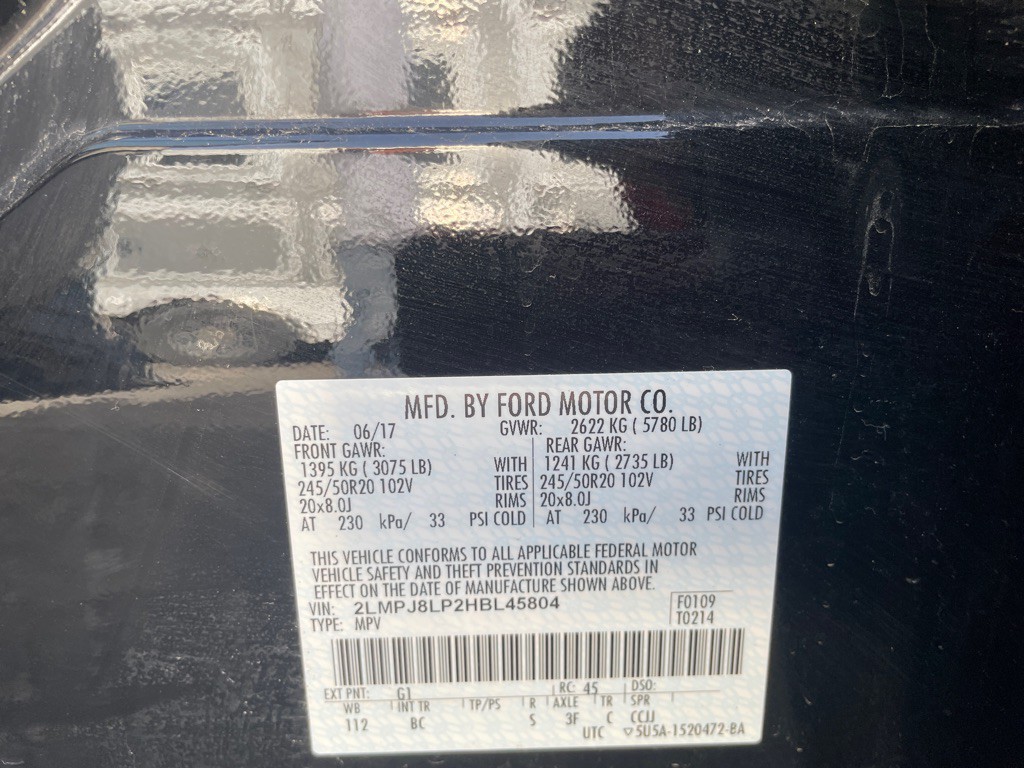 MFD. BY FORD MOTOR CO.
DATE: 06/17 GVWR: 2622 KG ( 5780 LB)
FRONT GAWR: REAR GAWR:
1395 KG ( 3075 LB) WITH 1241 KG ( 2735 LB) WITH
245/50R20 102V TIRES 245/50R20 102V TIRES
20x8.0J RIMS 20x8.0J RIMS
AT 230 kPa/ 33 PSI COLD AT 230 kPa/ 33 PSI COLD
THIS VEHICLE CONFORMS TO ALL APPLICABLE FEDERAL MOTOR
VEHICLE SAFETY AND THEFT PREVENTION STANDARDS IN
EFFECT ON THE DATE OF MANUFACTURE SHOWN ABOVE.
VIN: 2LMPJ8LP2HBL45804 F0109
TYPE: MPV T0214
EXT PNT: G1 RC: 45 DSO:
WB INT TR TP/PS R AXLE TR SPR
112 BC S 3F C CCJJ
UTC ▽5U5A-1520472-BA